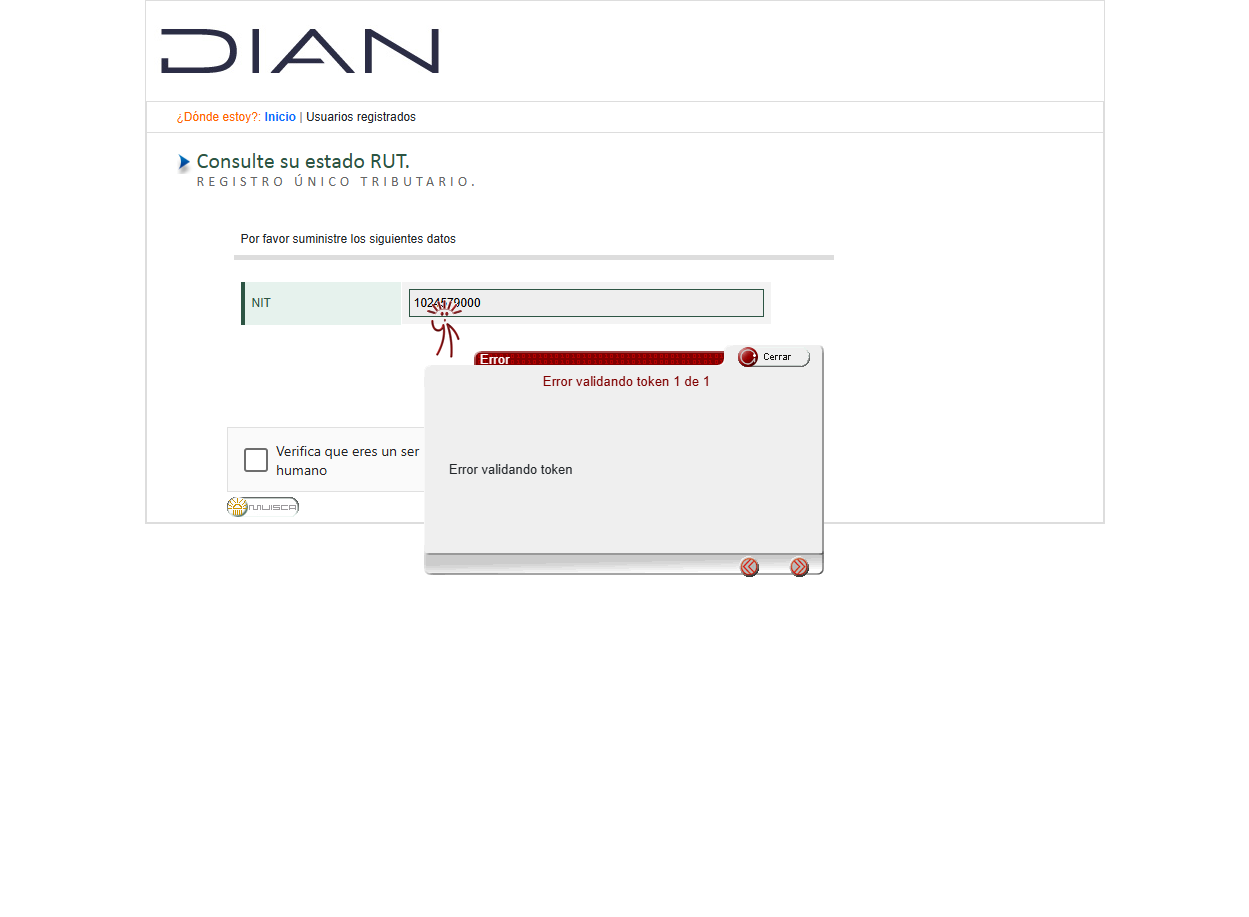 DIAN
¿Dónde estoy?: Inicio | Usuarios registrados
Consulte su estado RUT.
REGISTRO ÚNICO TRIBUTARIO.
Por favor suministre los siguientes datos
NIT
1024579000
Error
Cerrar
Error validando token 1 de 1
Error validando token
Verifica que eres un ser
humano
MUISCA